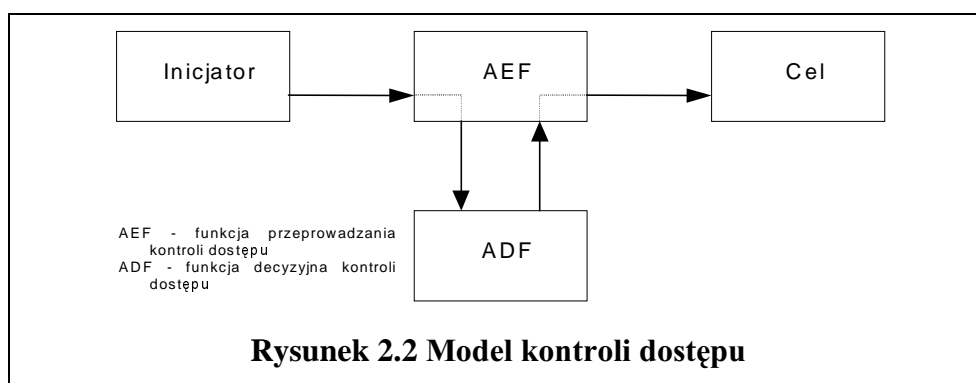 Inicjator
AEF
Cel
ADF
AEF - funkcja przeprowadzania
kontroli dostępu
ADF - funkcja decyzyjna kontroli
dostępu
Rysunek 2.2 Model kontroli dostępu